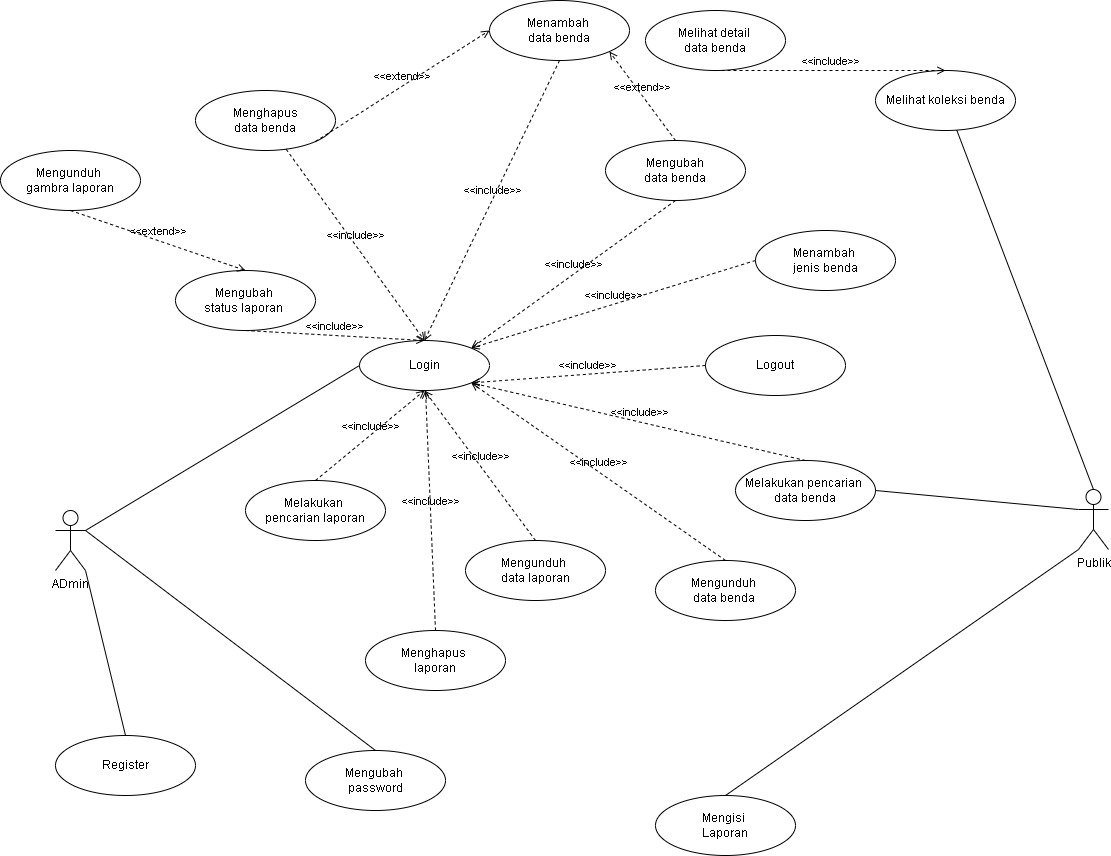 Menambah
data benda
Melihat detail
data benda
<<include>>
<<extend>>
<<extend>>
Melihat koleksi benda
Menghapus
data benda
Mengubah
data benda
Mengunduh
gambra laporan
<<include>>
<<extend>>
<<include>>
Menambah
jenis benda
<<include>>
<<include>>
Mengubah
status laporan
<<include>>
Login
<<include>>
Logout
<<include>>
<<include>>
<<include>>
<<include>>
Melakukan pencarian
data benda
Melakukan
pencarian laporan
<<include>>
Mengunduh
data laporan
Mengunduh
data benda
ADmin
Publik
Menghapus
laporan
Register
Mengubah
password
Mengisi
Laporan